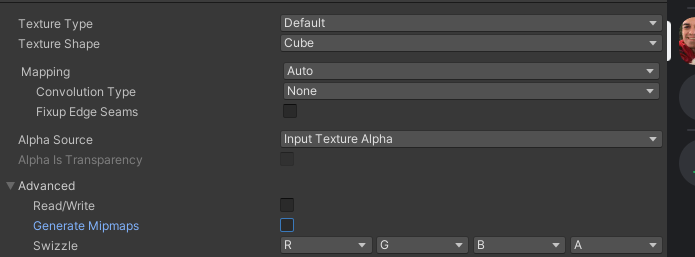 Texture Type Default
Texture Shape Cube
Mapping Auto
Convolution Type None
Fixup Edge Seams
Alpha Source Input Texture Alpha
Alpha Is Transparency
Advanced
Read/Write
Generate Mipmaps
Swizzle R G B A